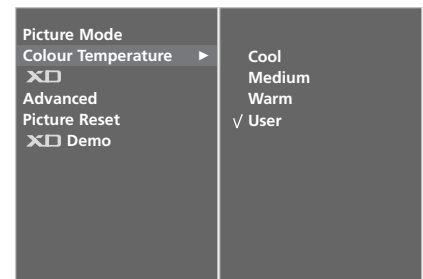 Picture Mode
Colour Temperature ►
XD
Advanced
Picture Reset
XD Demo
Cool
Medium
Warm
√ User